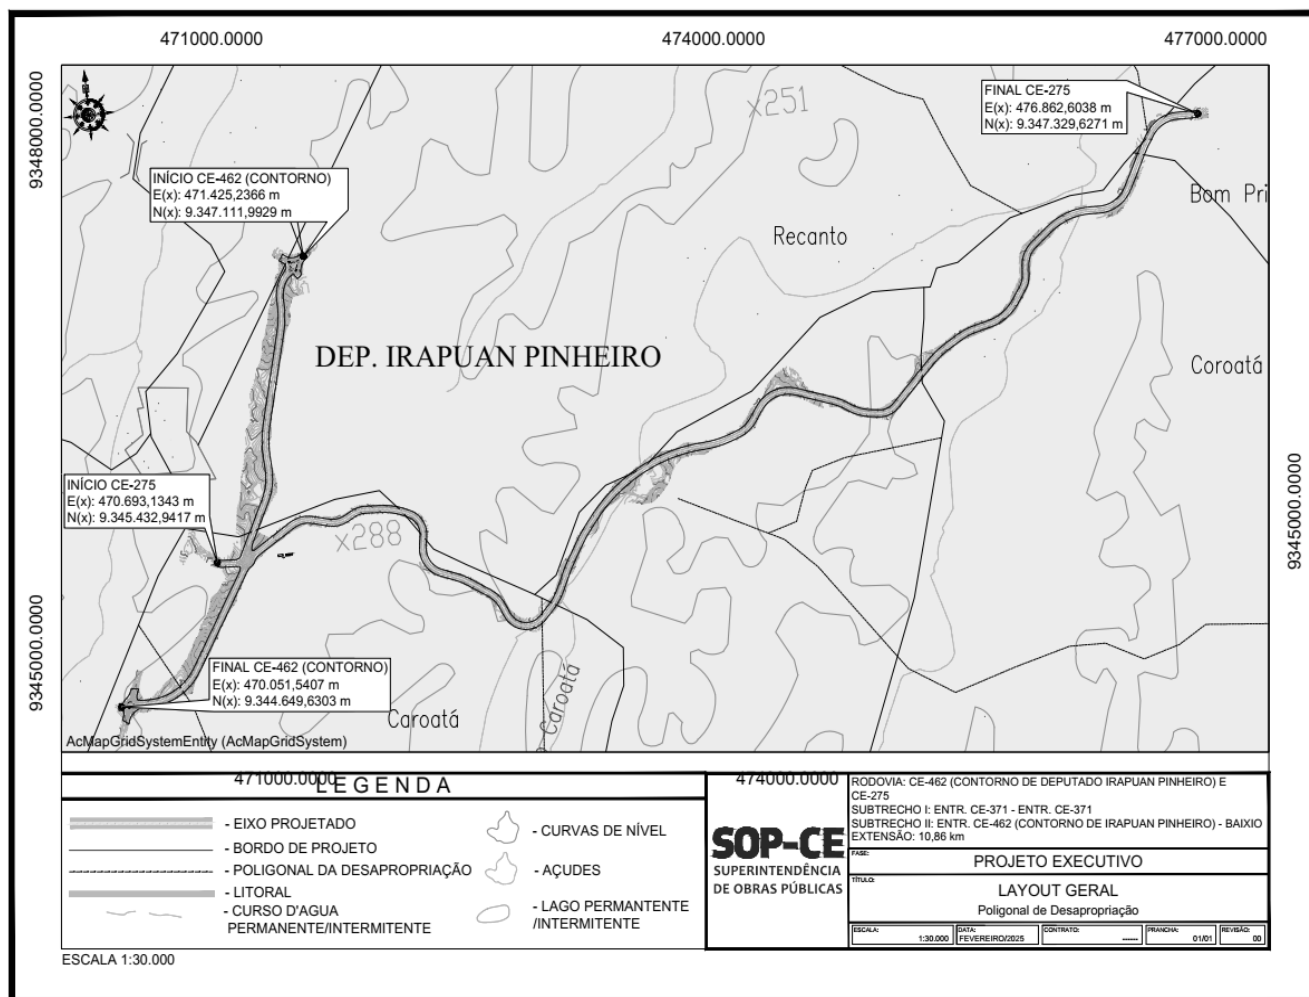 471000.0000
474000.0000
477000.0000
9348000.0000
9345000.0000
9345000.0000
FINAL CE-275
E(x): 476.862,6038 m
N(x): 9.347.329,6271 m
x251
INÍCIO CE-462 (CONTORNO)
E(x): 471.425,2366 m
N(x): 9.347.111,9929 m
Bom Pri
Recanto
DEP. IRAPUAN PINHEIRO
Coroatá
INÍCIO CE-275
E(x): 470.693,1343 m
N(x): 9.345.432,9417 m
x288
FINAL CE-462 (CONTORNO)
E(x): 470.051,5407 m
N(x): 9.344.649,6303 m
Caroatá
Caroatá
AcMapGridSystemEntity (AcMapGridSystem)
471000.0000
474000.0000
LEGENDA
- EIXO PROJETADO
- BORDO DE PROJETO
- POLIGONAL DA DESAPROPRIAÇÃO
- LITORAL
- CURSO D'AGUA
PERMANENTE/INTERMITENTE
- CURVAS DE NÍVEL
- AÇUDES
- LAGO PERMANTENTE
/INTERMITENTE
SOP-CE
SUPERINTENDÊNCIA
DE OBRAS PÚBLICAS
RODOVIA: CE-462 (CONTORNO DE DEPUTADO IRAPUAN PINHEIRO) E
CE-275
SUBTRECHO I: ENTR. CE-371 - ENTR. CE-371
SUBTRECHO II: ENTR. CE-462 (CONTORNO DE IRAPUAN PINHEIRO) - BAIXIO
EXTENSÃO: 10,86 km
FASE:
PROJETO EXECUTIVO
TÍTULO:
LAYOUT GERAL
Poligonal de Desapropriação
ESCALA:
1:30.000
DATA:
FEVEREIRO/2025
CONTRATO:
------
PRANCHA:
01/01
REVISÃO:
00
ESCALA 1:30.000